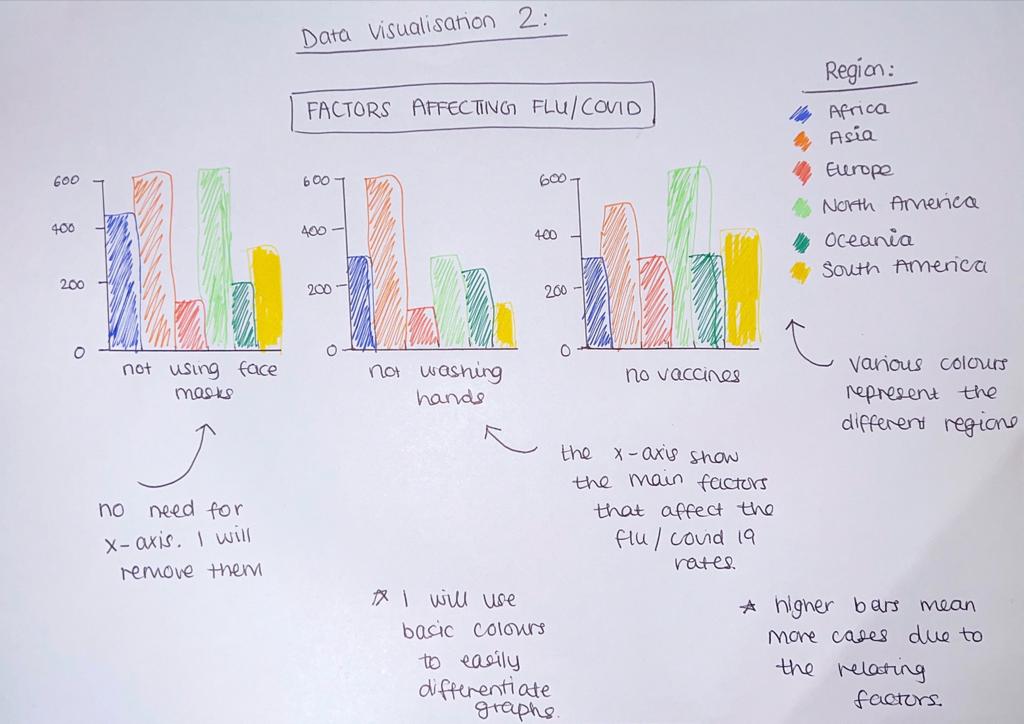 Data Visualisation 2:
FACTORS AFFECTING FLU/COVID
Region:
Africa
Asia
Europe
North America
Oceania
South America
600
400
200
0
not using face
masks
600
400
200
0
not washing
hands
600
400
200
0
no vaccines
various colours
represent the
different regions
the x-axis show
the main factors
that affect the
flu/covid 19
rates.
no need for
x-axis. I will
remove them
☆ I will use
basic colours
to easily
differentiate
graphs.
☆ higher bars mean
more cases due to
the relating
factors.